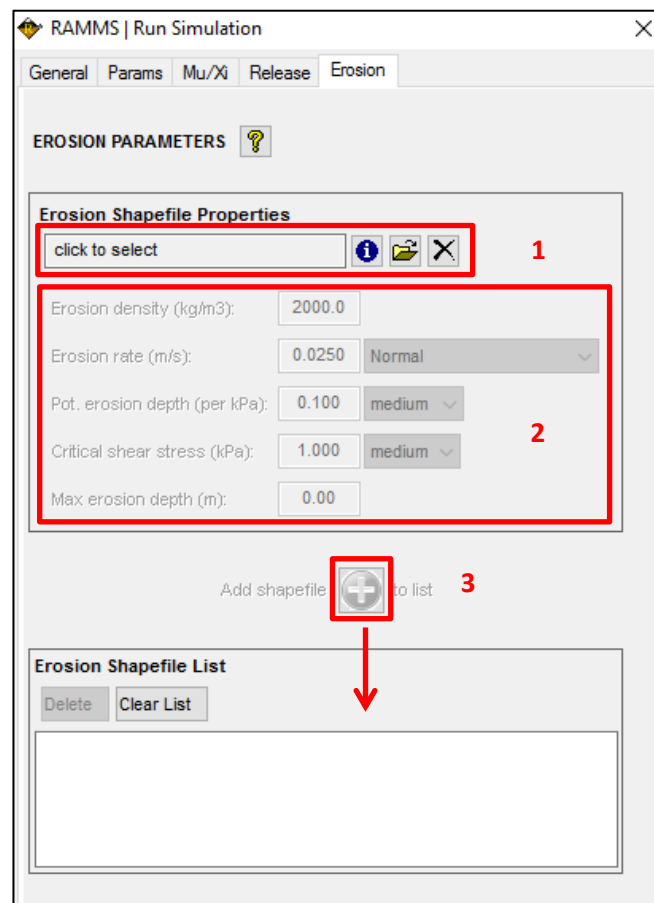 RAMMS | Run Simulation
General Params Mu/Xi Release Erosion
EROSION PARAMETERS ?
Erosion Shapefile Properties
click to select i 1
Erosion density (kg/m3): 2000.0
Erosion rate (m/s): 0.0250 Normal
Pot. erosion depth (per kPa): 0.100 medium
2
Critical shear stress (kPa): 1.000 medium
Max erosion depth (m): 0.00
Add shapefile to list 3
Erosion Shapefile List
Delete Clear List